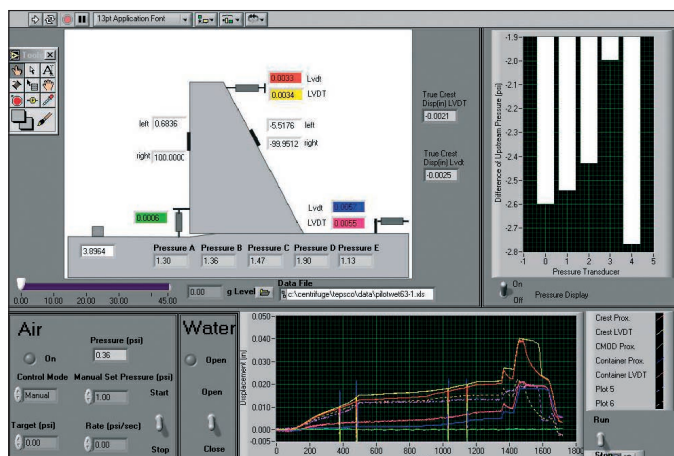 13pt Application Font
Tools
0.0033 Lvdt
0.0034 LVDT
left 0.6836
-5.5176 left
right 100.0000
-99.9512 right
True Crest
Disp(in) LVDT
-0.0021
True Crest
Disp(in) Lvdt
-0.0025
0.0006
Lvdt 0.0057
LVDT 0.0055
3.8964
Pressure A Pressure B Pressure C Pressure D Pressure E
1.30 1.36 1.47 1.90 1.13
0.00 10.00 20.00 30.00 45.00
0.00 g Level
Data File
c:\centrifuge\tepsco\data\pilotwet63-1.xls
Difference of Upstream Pressure [psi]
-1.9
-2.0
-2.1
-2.2
-2.3
-2.4
-2.5
-2.6
-2.7
-2.8
-1 0 1 2 3 4 5
Pressure Transducer
On
Off
Pressure Display
Air
On
Pressure (psi)
0.36
Control Mode Manual Set Pressure (psi)
Manual 1.00
Start
Target (psi) Rate (psi/sec)
0.00 0.00
Stop
Water
Open
Open
Close
Displacement [in]
0.050
0.040
0.030
0.020
0.010
0.000
-0.005
0 200 400 600 800 1000 1200 1400 1600 1800
Crest Prox.
Crest LVDT
CMOD Prox.
Container Prox.
Container LVDT
Plot 5
Plot 6
Run